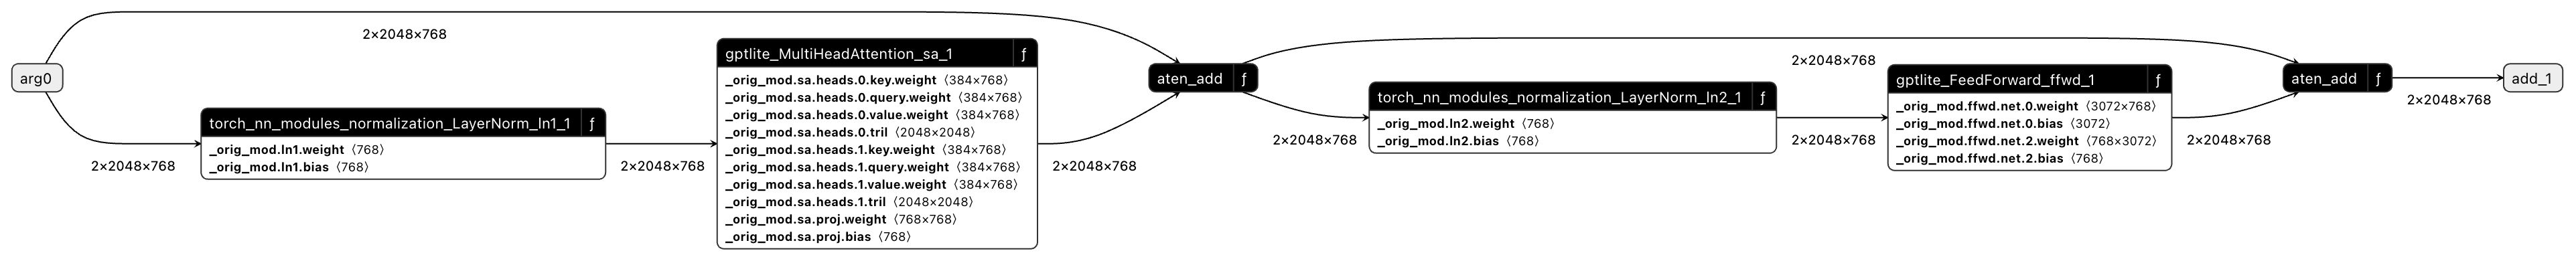 arg0
2×2048×768
2×2048×768
torch_nn_modules_normalization_LayerNorm_ln1_1 ƒ
_orig_mod.ln1.weight ⟨768⟩
_orig_mod.ln1.bias ⟨768⟩
2×2048×768
gptlite_MultiHeadAttention_sa_1 ƒ
_orig_mod.sa.heads.0.key.weight ⟨384×768⟩
_orig_mod.sa.heads.0.query.weight ⟨384×768⟩
_orig_mod.sa.heads.0.value.weight ⟨384×768⟩
_orig_mod.sa.heads.0.tril ⟨2048×2048⟩
_orig_mod.sa.heads.1.key.weight ⟨384×768⟩
_orig_mod.sa.heads.1.query.weight ⟨384×768⟩
_orig_mod.sa.heads.1.value.weight ⟨384×768⟩
_orig_mod.sa.heads.1.tril ⟨2048×2048⟩
_orig_mod.sa.proj.weight ⟨768×768⟩
_orig_mod.sa.proj.bias ⟨768⟩
2×2048×768
aten_add ƒ
2×2048×768
2×2048×768
torch_nn_modules_normalization_LayerNorm_ln2_1 ƒ
_orig_mod.ln2.weight ⟨768⟩
_orig_mod.ln2.bias ⟨768⟩
2×2048×768
gptlite_FeedForward_ffwd_1 ƒ
_orig_mod.ffwd.net.0.weight ⟨3072×768⟩
_orig_mod.ffwd.net.0.bias ⟨3072⟩
_orig_mod.ffwd.net.2.weight ⟨768×3072⟩
_orig_mod.ffwd.net.2.bias ⟨768⟩
2×2048×768
aten_add ƒ
2×2048×768
add_1